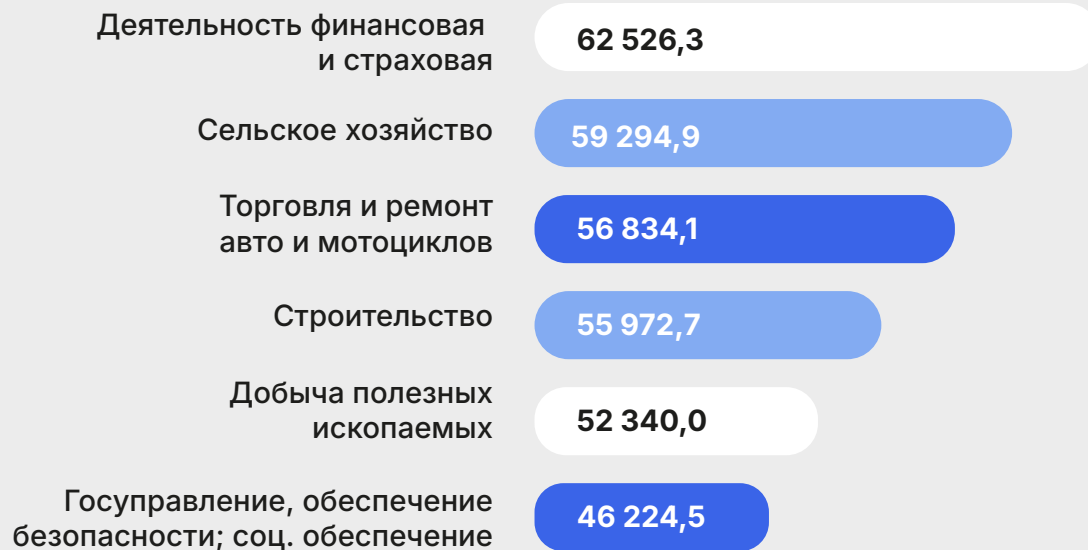 Деятельность финансовая
и страховая
62 526,3
Сельское хозяйство
59 294,9
Торговля и ремонт
авто и мотоциклов
56 834,1
Строительство
55 972,7
Добыча полезных
ископаемых
52 340,0
Госуправление, обеспечение
безопасности; соц. обеспечение
46 224,5